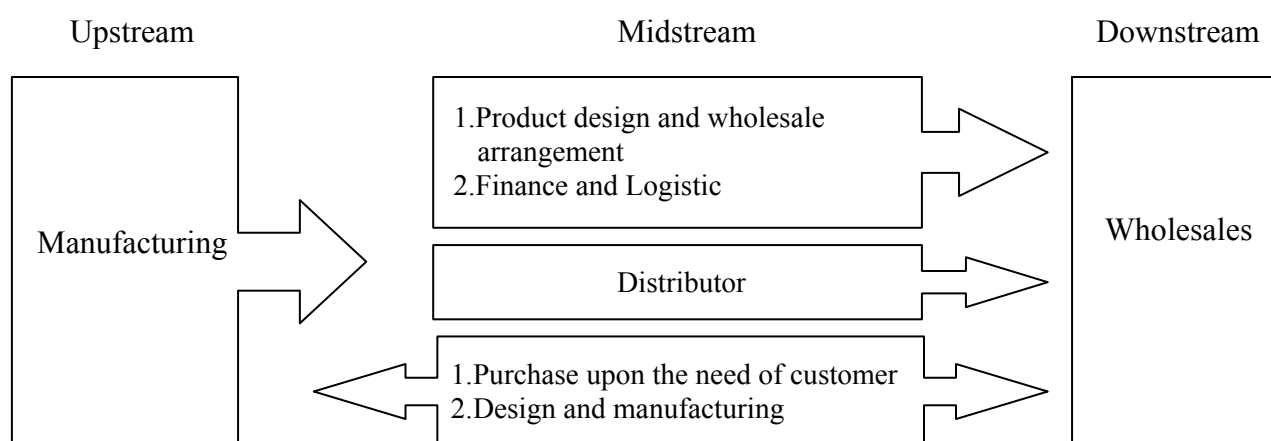 Upstream
Midstream
Downstream
Manufacturing
1.Product design and wholesale
arrangement
2.Finance and Logistic
Distributor
1.Purchase upon the need of customer
2.Design and manufacturing
Wholesales